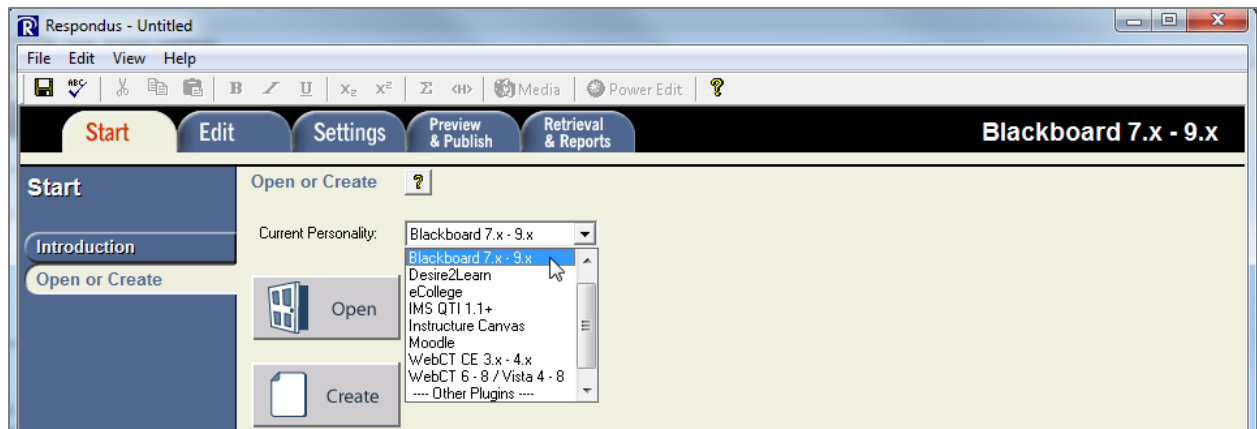 Respondus - Untitled
File Edit View Help
ABC B I U X₂ X² Σ <H> Media Power Edit ?
Start Edit Settings Preview & Publish Retrieval & Reports Blackboard 7.x - 9.x
Start
Open or Create ?
Current Personality: Blackboard 7.x - 9.x
Introduction
Blackboard 7.x - 9.x
Open or Create
Desire2Learn
eCollege
Open
IMS QTI 1.1+
Instructure Canvas
Moodle
WebCT CE 3.x - 4.x
WebCT 6 - 8 / Vista 4 - 8
Create
---- Other Plugins ----